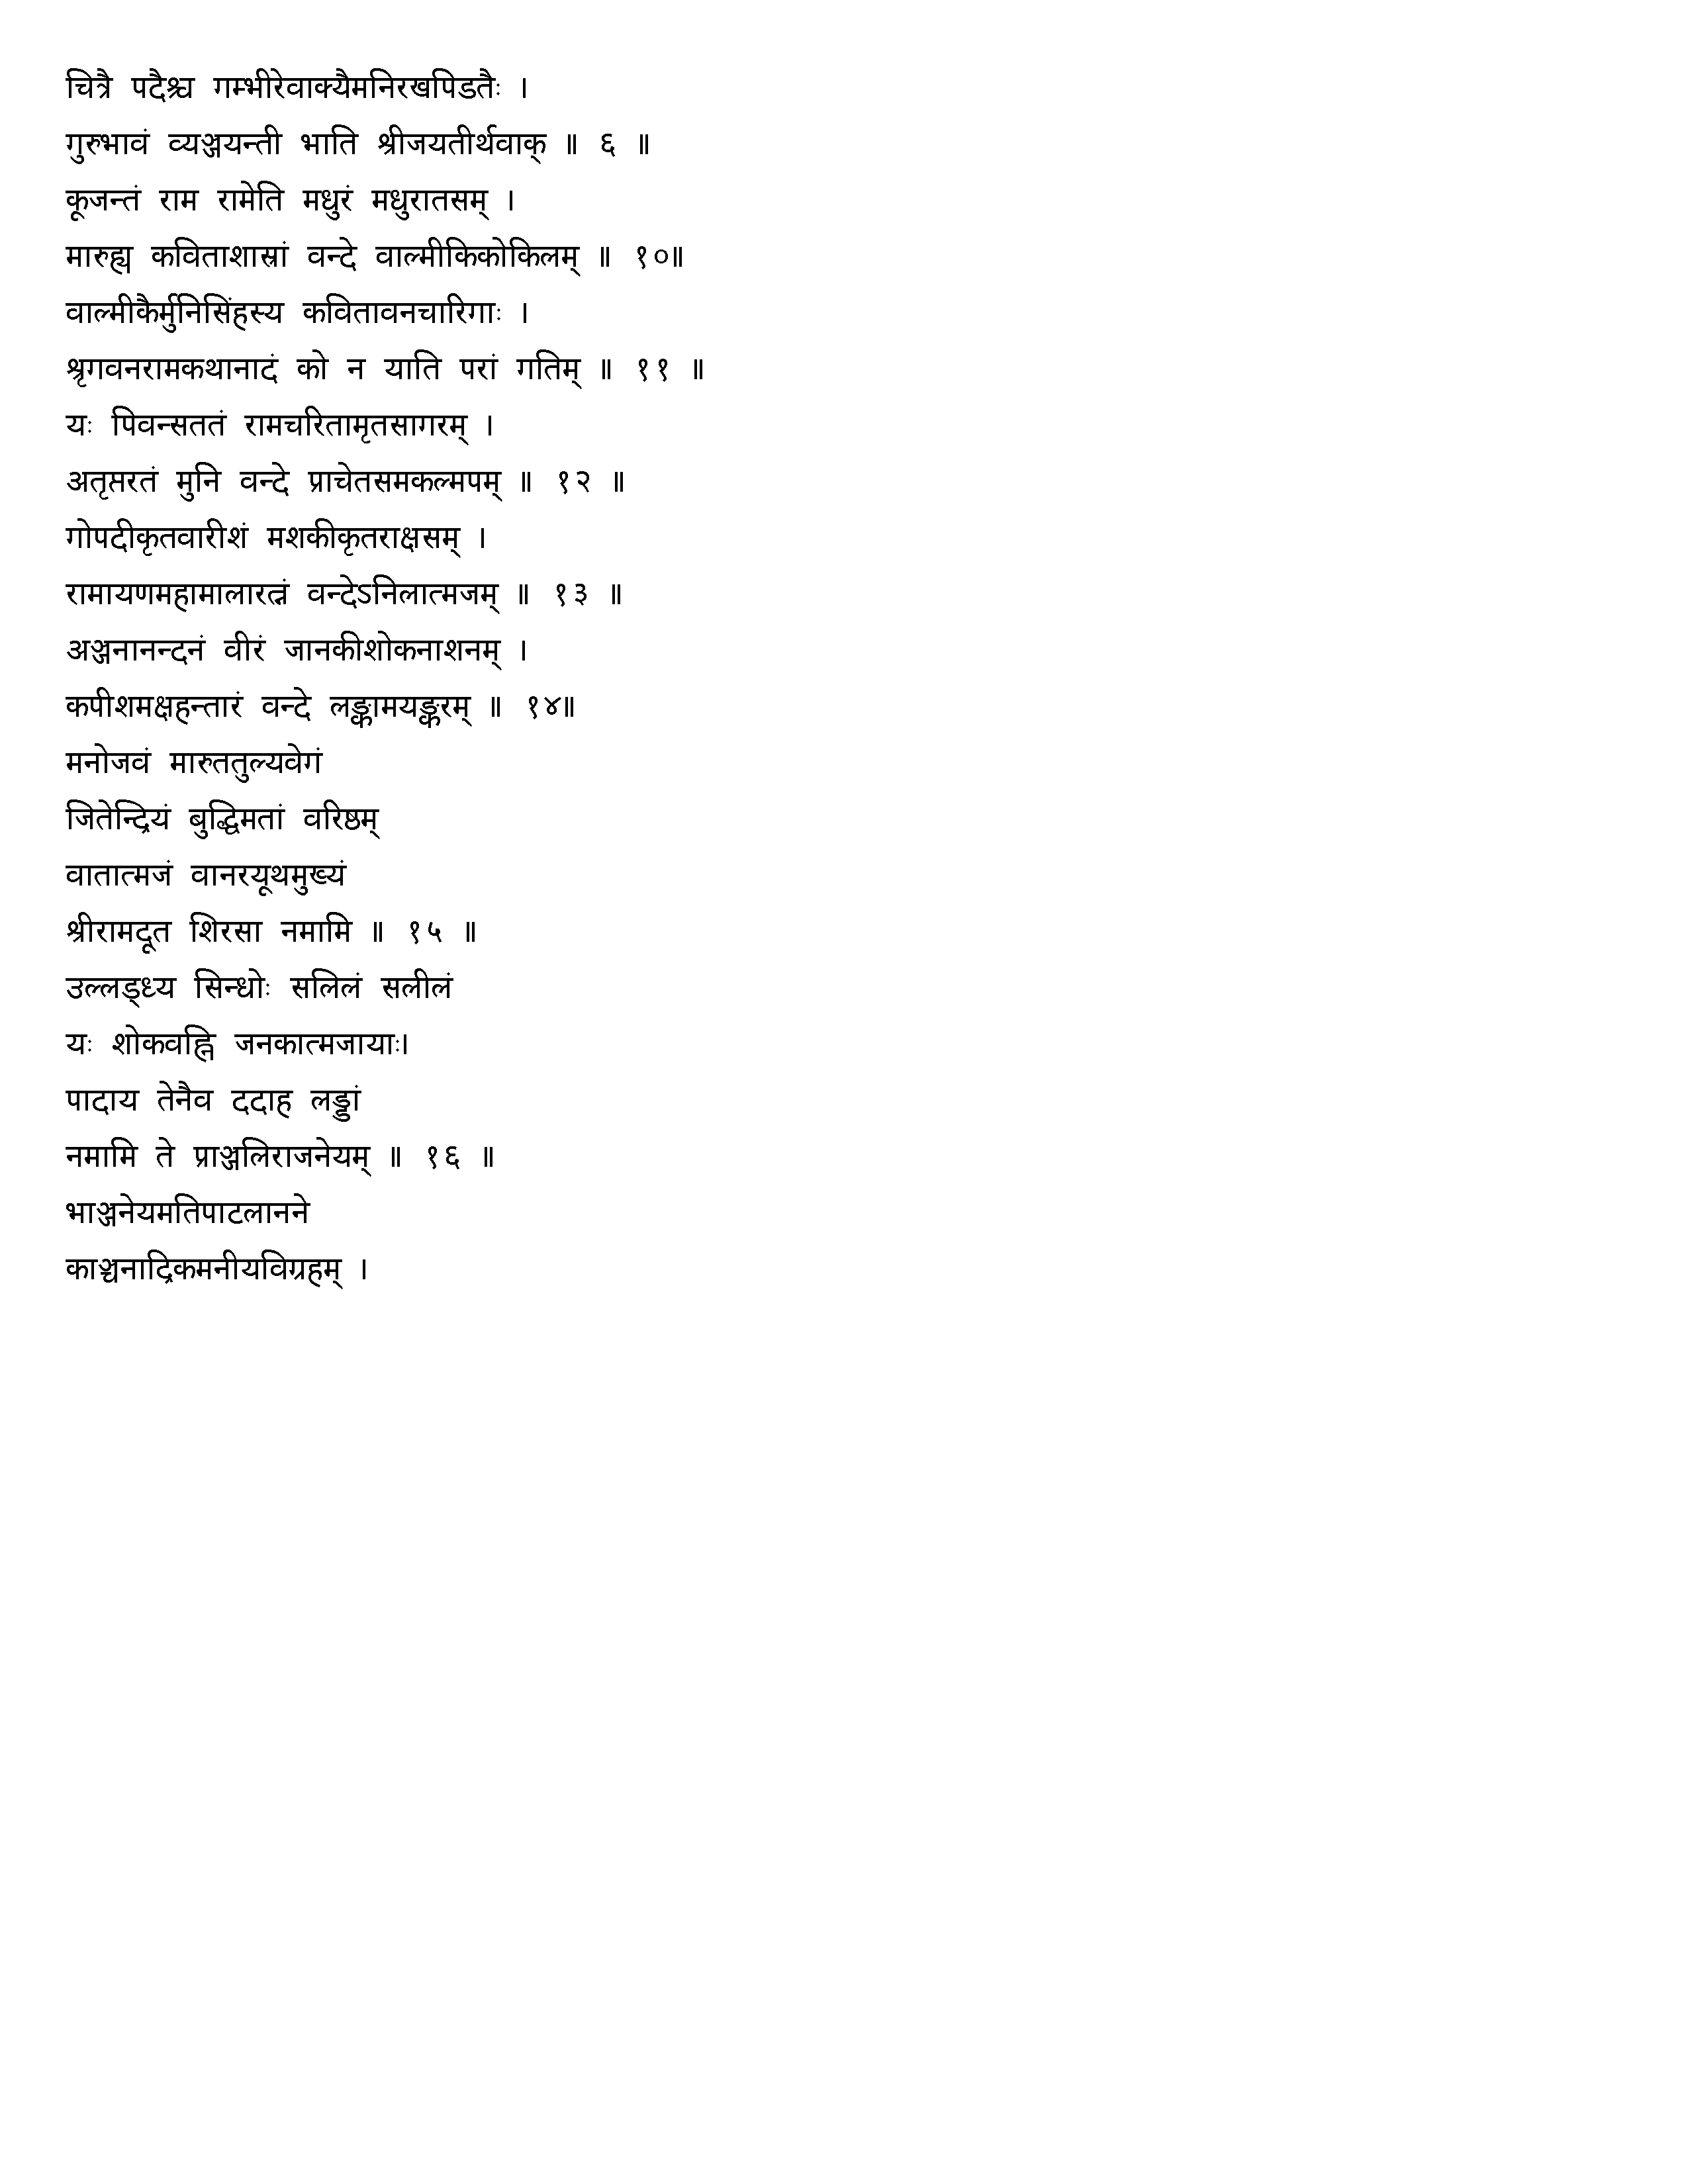 चित्रै पदैश्च गम्भीरेवाक्यैमनिरखपिडतैः ।
गुरुभावं व्यञ्जयन्ती भाति श्रीजयतीर्थवाक् ॥ ६ ॥
कूजन्तं राम रामेति मधुरं मधुरातसम् ।
मारुह्य कविताशास्रां वन्दे वाल्मीकिकोकिलम् ॥ १०॥
वाल्मीकैर्मुनिसिंहस्य कवितावनचारिगाः ।
श्रृगवनरामकथानादं को न याति परां गतिम् ॥ ११ ॥
यः पिवन्सततं रामचरितामृतसागरम् ।
अतृप्तरतं मुनि वन्दे प्राचेतसमकल्मपम् ॥ १२ ॥
गोपदीकृतवारीशं मशकीकृतराक्षसम् ।
रामायणमहामालारत्नं वन्देऽनिलात्मजम् ॥ १३ ॥
अञ्जनानन्दनं वीरं जानकीशोकनाशनम् ।
कपीशमक्षहन्तारं वन्दे लङ्कामयङ्करम् ॥ १४॥
मनोजवं मारुततुल्यवेगं
जितेन्द्रियं बुद्धिमतां वरिष्ठम्
वातात्मजं वानरयूथमुख्यं
श्रीरामदूत शिरसा नमामि ॥ १५ ॥
उल्लड्ध्य सिन्धोः सलिलं सलीलं
यः शोकवह्नि जनकात्मजायाः।
पादाय तेनैव ददाह लड्डां
नमामि ते प्राञ्जलिराजनेयम् ॥ १६ ॥
भाञ्जनेयमतिपाटलानने
काञ्चनाद्रिकमनीयविग्रहम् ।